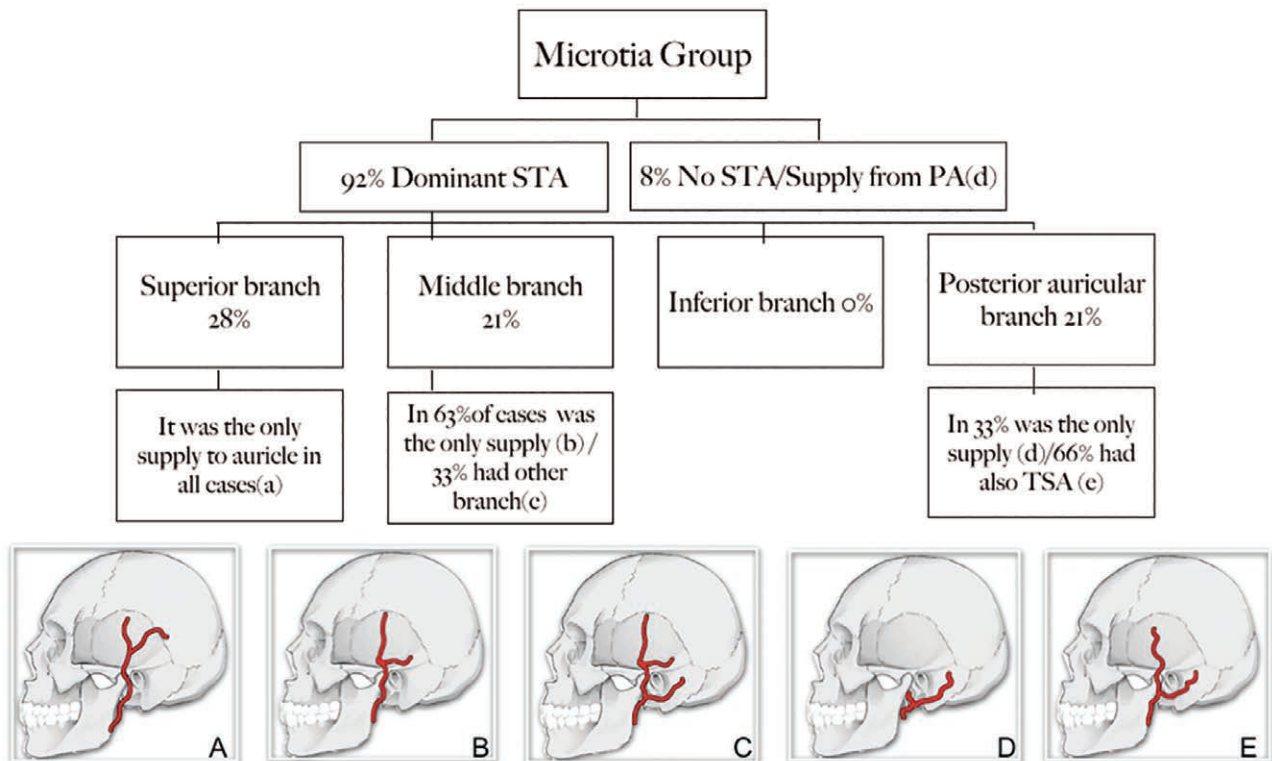 Microtia Group
92% Dominant STA
8% No STA/Supply from PA(d)
Superior branch
28%
Middle branch
21%
Inferior branch 0%
Posterior auricular
branch 21%
It was the only
supply to auricle in
all cases(a)
In 63%of cases was
the only supply (b)/
33% had other
branch(c)
In 33% was the only
supply (d)/66% had
also TSA (e)
A
B
C
D
E